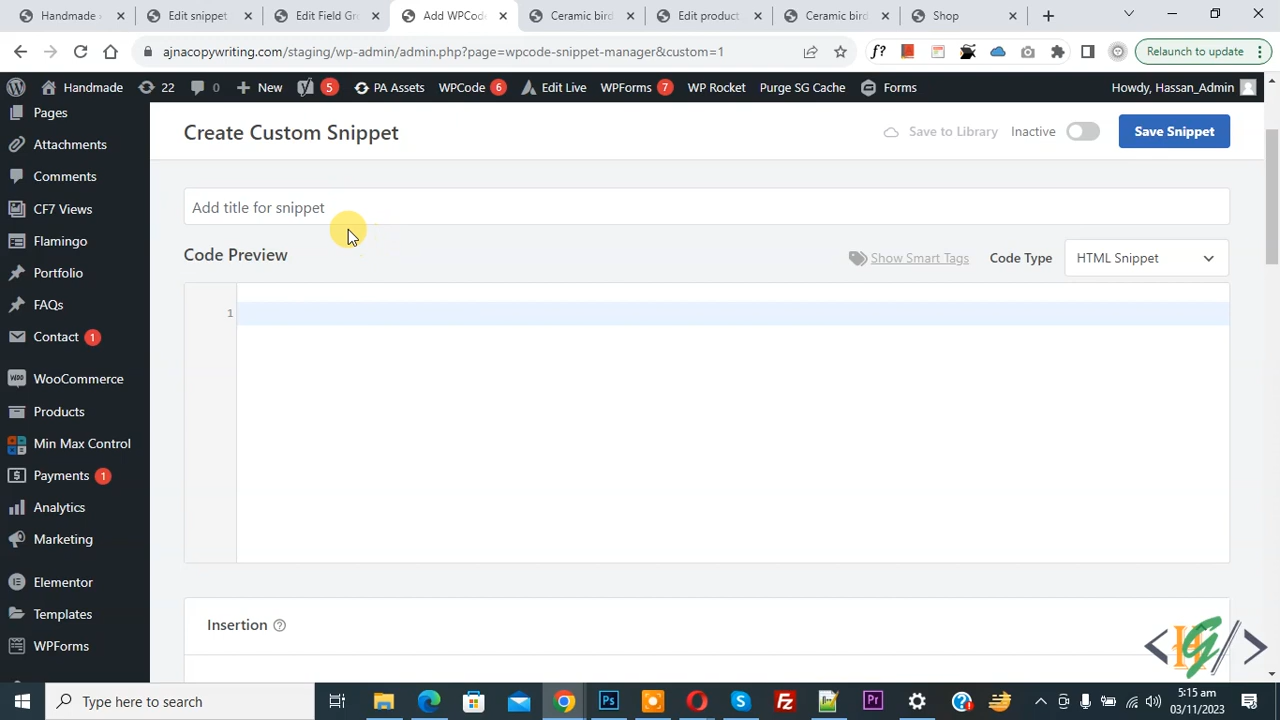 Handmade
Edit snippet
Edit Field Gr
Add WPCod
Ceramic bird
Edit product
Ceramic bird
Shop
ajnacopywriting.com/staging/wp-admin/admin.php?page=wpcode-snippet-manager&custom=1
f?
Relaunch to update
Handmade
22
0
New
5
PA Assets
WPCode 6
Edit Live
WPForms 7
WP Rocket
Purge SG Cache
Forms
Howdy, Hassan_Admin
Pages
Attachments
Comments
CF7 Views
Flamingo
Portfolio
FAQs
Contact 1
WooCommerce
Products
Min Max Control
Payments 1
Analytics
Marketing
Elementor
Templates
WPForms
Create Custom Snippet
Save to Library
Inactive
Save Snippet
Add title for snippet
Code Preview
Show Smart Tags
Code Type
HTML Snippet
1
Insertion
<HG/>
Type here to search
Ps
Pr
5:15 am
03/11/2023